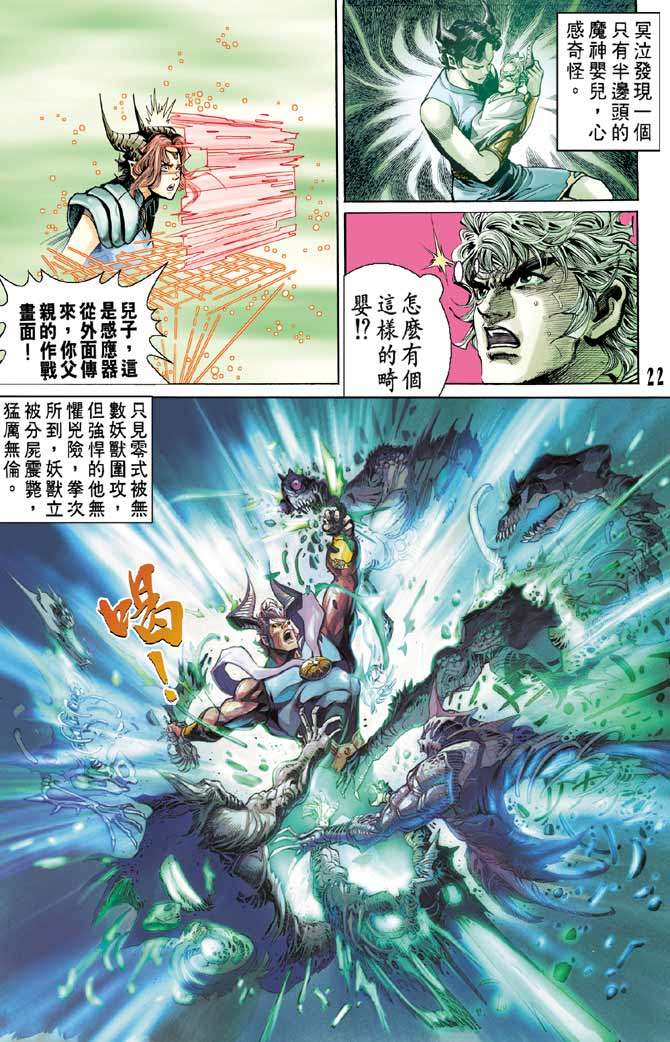 冥泣發現一個
只有半邊頭的
魔神嬰兒，心
感奇怪。
怎麼有個
這樣的畸
嬰!?
兒子，這
是感應器
從外面傳
來，你父
親的作戰
畫面！
22
只見零式被無
數妖獸圍攻，
但強悍的他無
懼兇險，拳次
所到，妖獸立
被分屍震斃，
猛厲無倫。
喝！